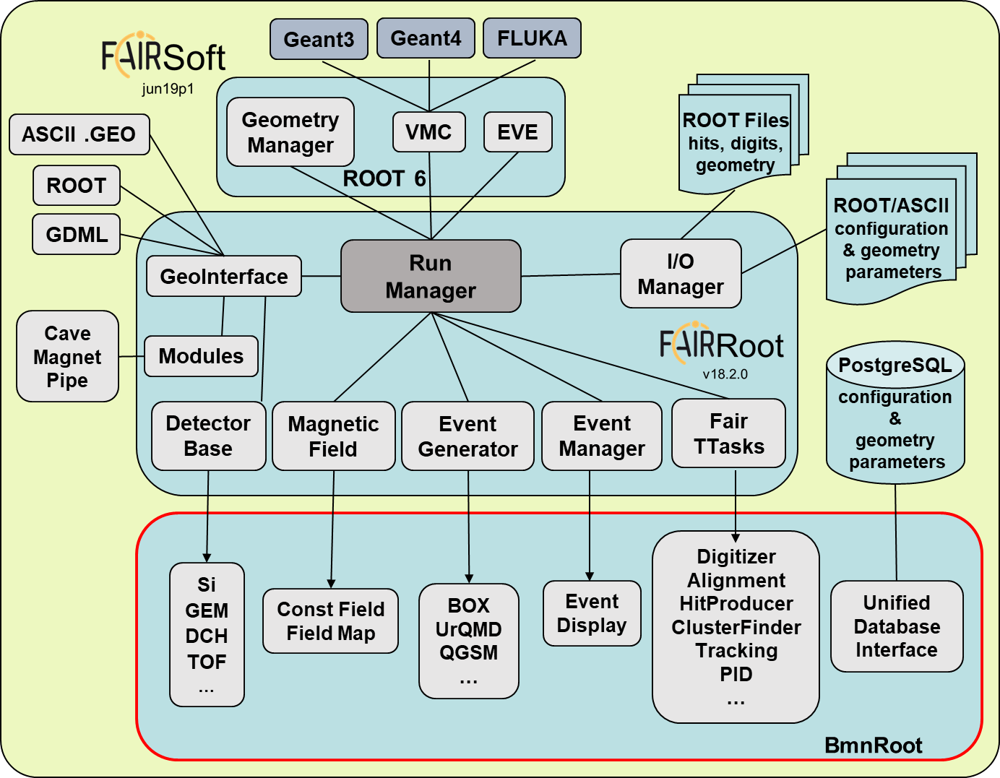 FAIRSoft
jun19p1
Geant3
Geant4
FLUKA
Geometry
Manager
VMC
EVE
ROOT 6
ASCII .GEO
ROOT
GDML
ROOT Files
hits, digits,
geometry
ROOT/ASCII
configuration
& geometry
parameters
GeoInterface
Run
Manager
I/O
Manager
Cave
Magnet
Pipe
Modules
FAIRRoot
v18.2.0
PostgreSQL
configuration
&
geometry
parameters
Detector
Base
Magnetic
Field
Event
Generator
Event
Manager
Fair
TTasks
Si
GEM
DCH
TOF
...
Const Field
Field Map
BOX
UrQMD
QGSM
...
Event
Display
Digitizer
Alignment
HitProducer
ClusterFinder
Tracking
PID
...
Unified
Database
Interface
BmnRoot